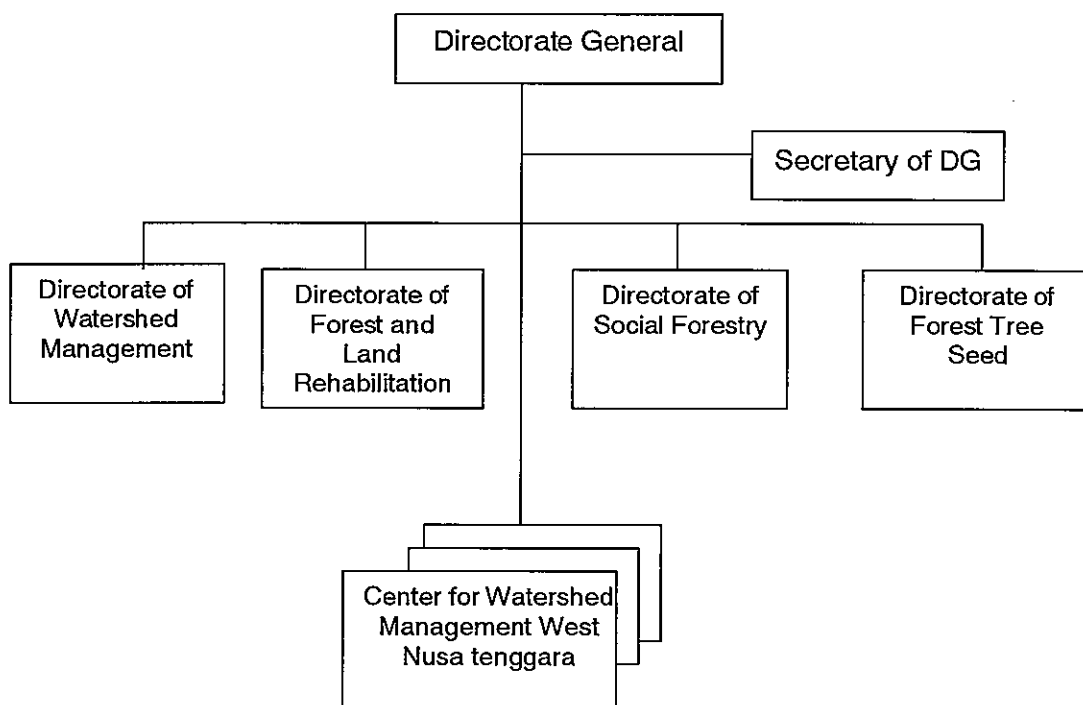 Directorate General
Secretary of DG
Directorate of
Watershed
Management
Directorate of
Forest and
Land
Rehabilitation
Directorate of
Social Forestry
Directorate of
Forest Tree
Seed
Center for Watershed
Management West
Nusa tenggara